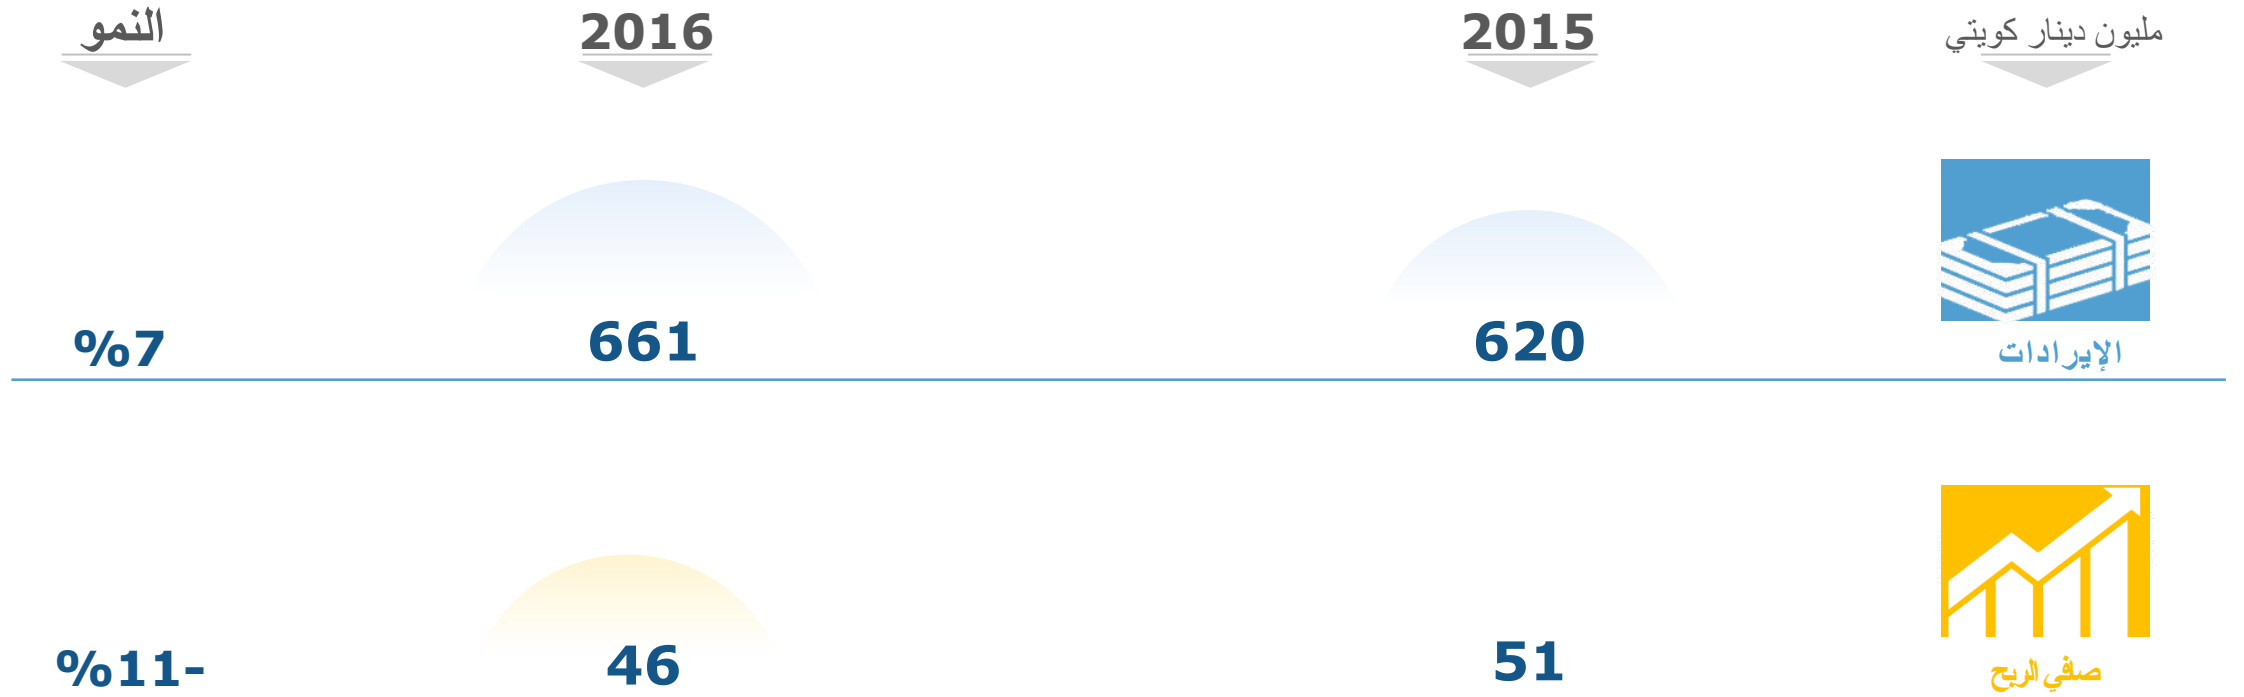 مليون دينار كويتي
2015
2016
النمو
620
661
%7
الإيرادات
51
46
%11-
صافي الربح